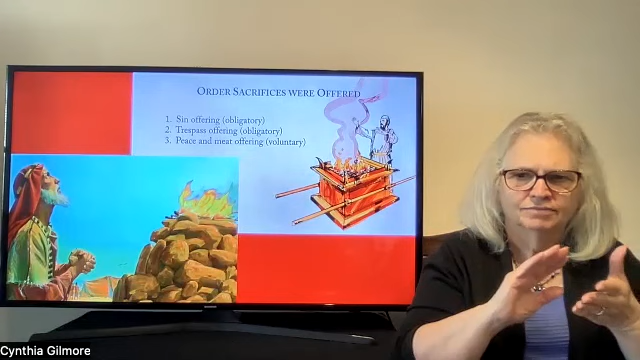 ORDER SACRIFICES WERE OFFERED
1. Sin offering (obligatory)
2. Trespass offering (obligatory)
3. Peace and meat offering (voluntary)
Cynthia Gilmore